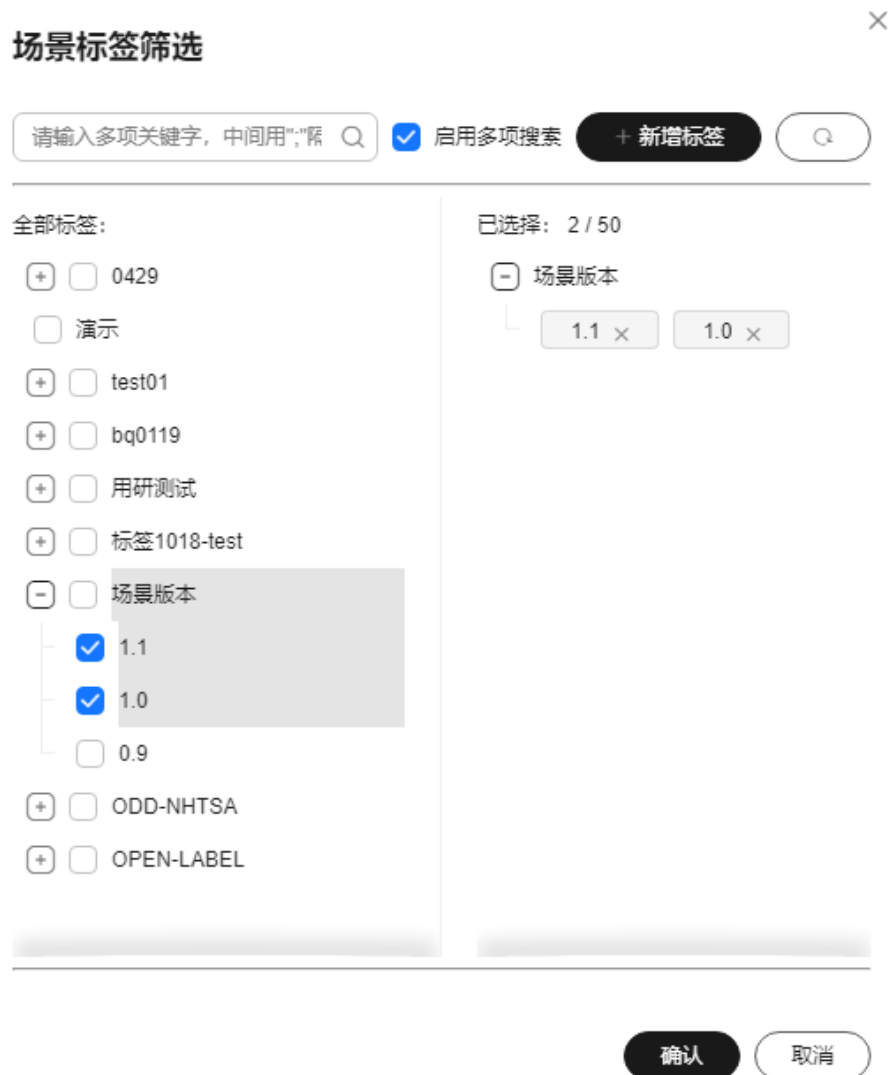 场景标签筛选
请输入多项关键字，中间用";"隔
启用多项搜索
+ 新增标签
全部标签：
0429
演示
test01
bq0119
用研测试
标签1018-test
场景版本
1.1
1.0
0.9
ODD-NHTSA
OPEN-LABEL
已选择： 2 / 50
场景版本
1.1 ×
1.0 ×
确认
取消